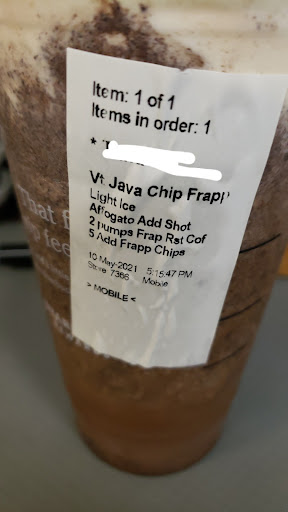 Item: 1 of 1
Items in order: 1
*
Vt Java Chip Frap
Light Ice
Affogato Add Shot
2 Pumps Frap Rst Cof
5 Add Frapp Chips
10 May-2021 5:15:47 PM
Store: 7366 Mobile
> MOBILE <